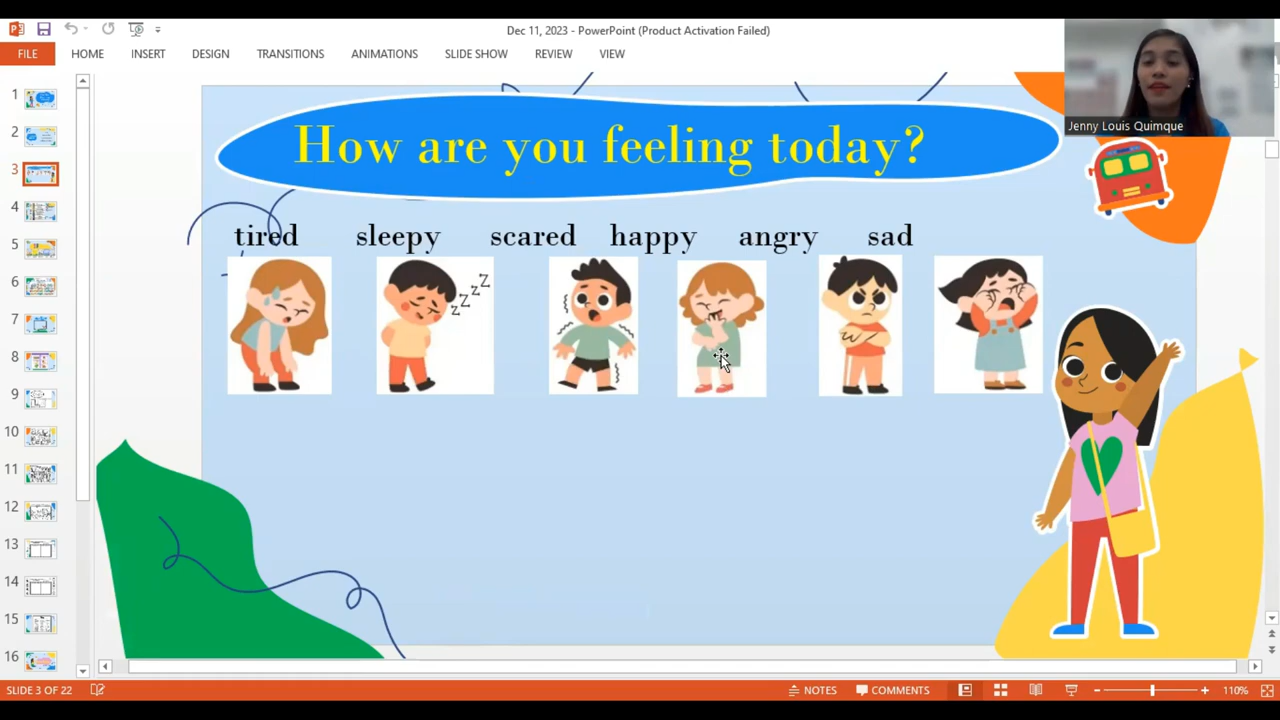 Dec 11, 2023 - PowerPoint (Product Activation Failed)
FILE HOME INSERT DESIGN TRANSITIONS ANIMATIONS SLIDE SHOW REVIEW VIEW
Jenny Louis Quimque
How are you feeling today?
tired sleepy scared happy angry sad
zZzZ
1
2
3
4
5
6
7
8
9
10
11
12
13
14
15
16
SLIDE 3 OF 22 NOTES COMMENTS 110%